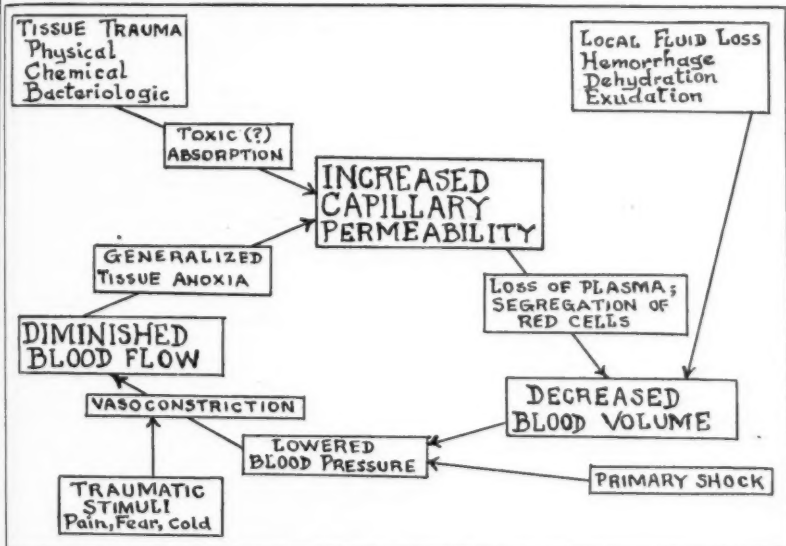 TISSUE TRAUMA
Physical
Chemical
Bacteriologic
LOCAL FLUID LOSS
Hemorrhage
Dehydration
Exudation
TOXIC (?)
ABSORPTION
INCREASED
CAPILLARY
PERMEABILITY
GENERALIZED
TISSUE ANOXIA
LOSS OF PLASMA;
SEGREGATION OF
RED CELLS
DIMINISHED
BLOOD FLOW
DECREASED
BLOOD VOLUME
VASOCONSTRICTION
LOWERED
BLOOD PRESSURE
TRAUMATIC
STIMULI
Pain, Fear, Cold
PRIMARY SHOCK